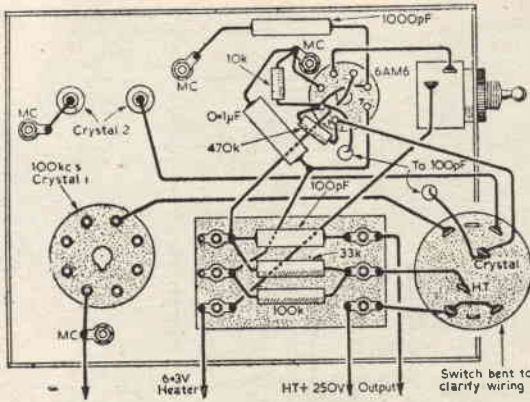 1000pF
MC
MC
10k
6AM6
MC
Crystal 2
0•1µF
470k
100kc s
Crystal 1
To 100pF
100pF
33k
Crystal
H.T
100k
MC
6•3V
Heater
HT+ 250V
Output
Switch bent to
clarify wiring